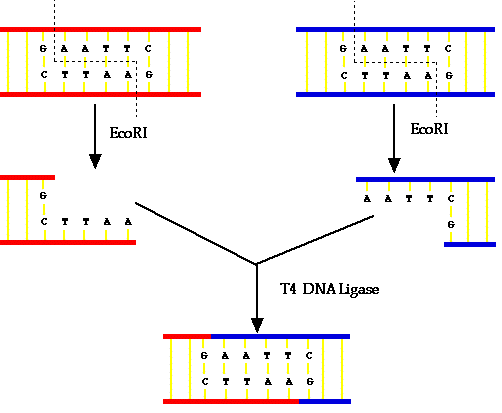 G A A T T C
C T T A A G
G A A T T C
C T T A A G
EcoRI
EcoRI
G
C T T A A
A A T T C
G
T4 DNA Ligase
G A A T T C
C T T A A G